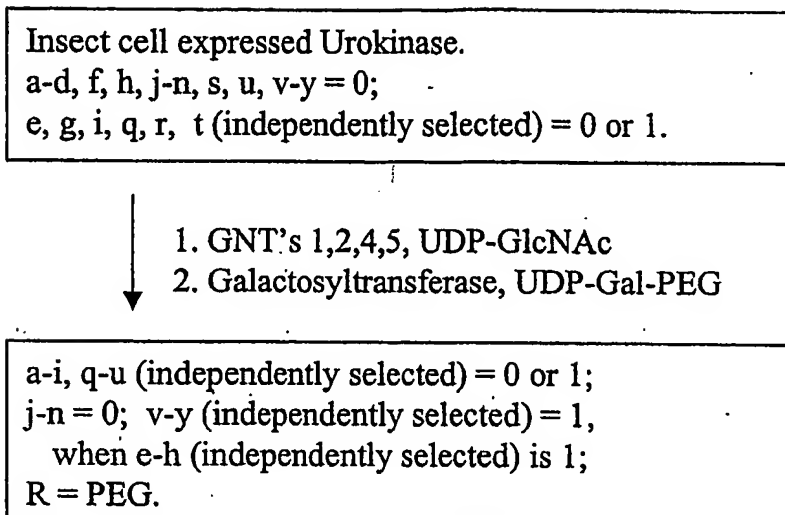 Insect cell expressed Urokinase.
a-d, f, h, j-n, s, u, v-y = 0;
e, g, i, q, r, t (independently selected) = 0 or 1.
1. GNT's 1,2,4,5, UDP-GlcNAc
2. Galactosyltransferase, UDP-Gal-PEG
a-i, q-u (independently selected) = 0 or 1;
j-n = 0; v-y (independently selected) = 1,
when e-h (independently selected) is 1;
R = PEG.